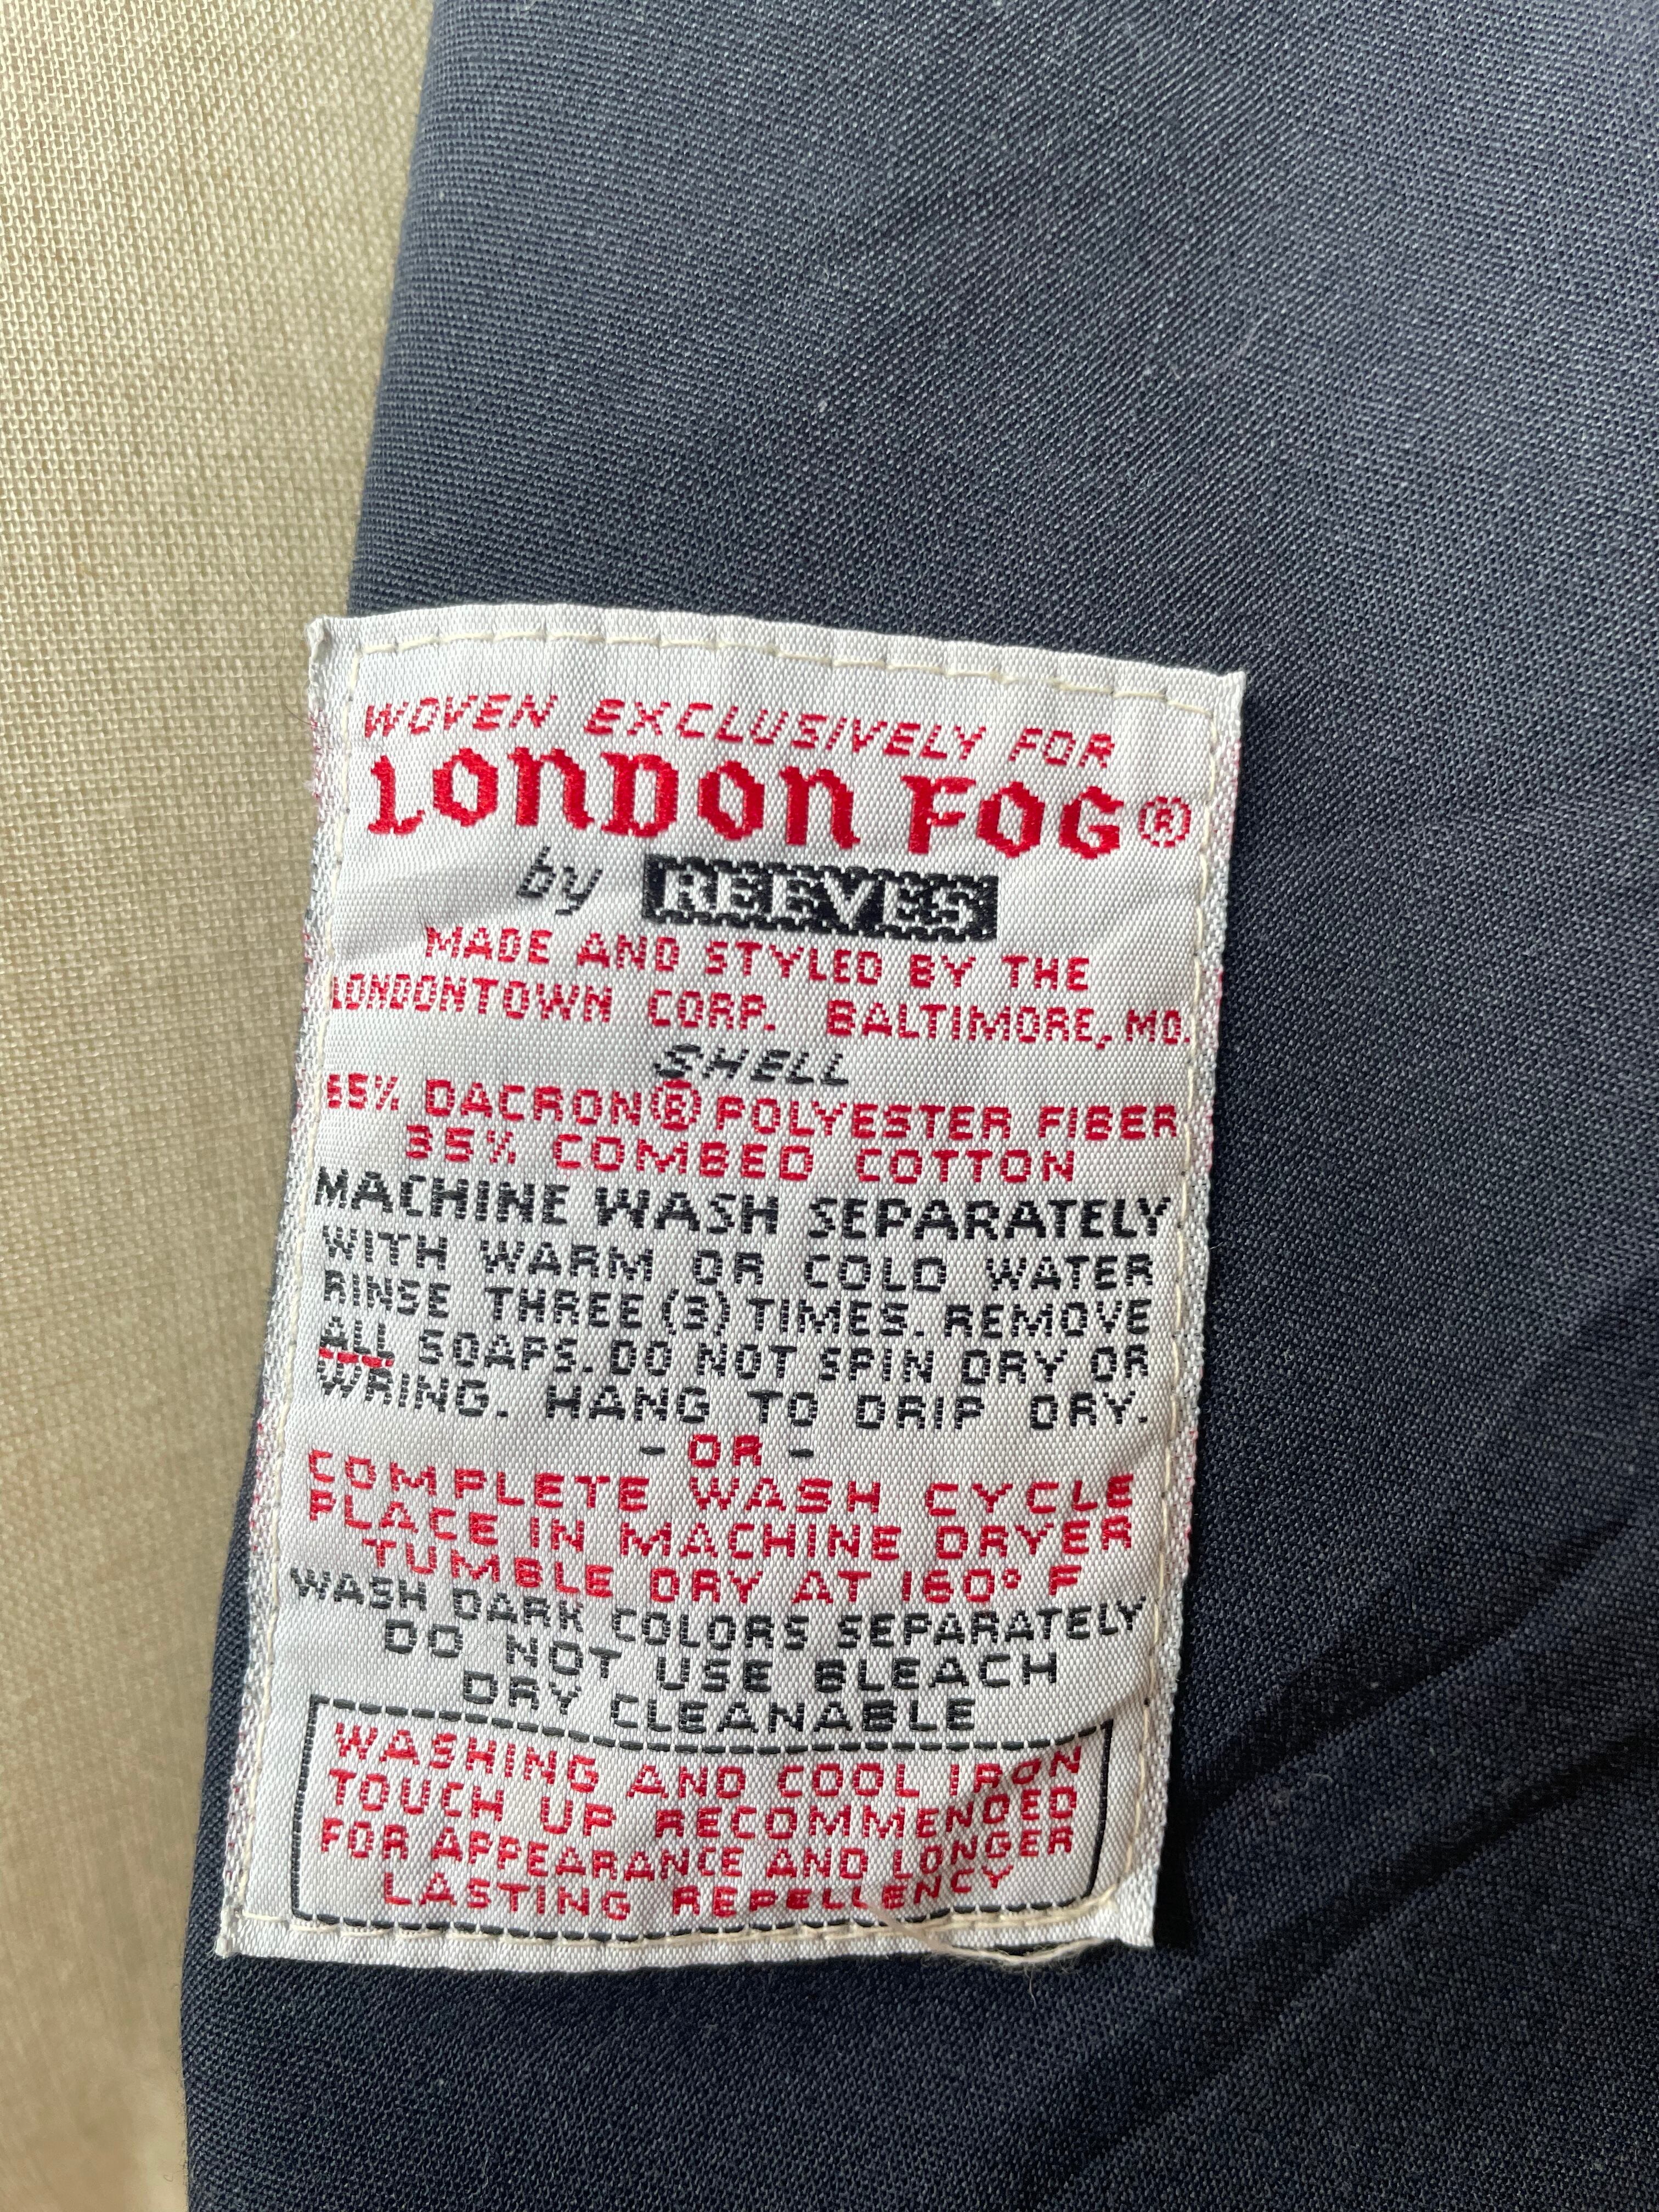 WOVEN EXCLUSIVELY FOR
LONDON FOG®
by REEVES
MADE AND STYLED BY THE
LONDONTOWN CORP. BALTIMORE, MD.
SHELL
65% DACRON® POLYESTER FIBER
35% COMBED COTTON
MACHINE WASH SEPARATELY
WITH WARM OR COLD WATER
RINSE THREE (3) TIMES. REMOVE
ALL SOAPS. DO NOT SPIN DRY OR
WRING. HANG TO DRIP DRY.
- OR -
COMPLETE WASH CYCLE
PLACE IN MACHINE DRYER
TUMBLE DRY AT 160° F
WASH DARK COLORS SEPARATELY
DO NOT USE BLEACH
DRY CLEANABLE
WASHING AND COOL IRON
TOUCH UP RECOMMENDED
FOR APPEARANCE AND LONGER
LASTING REPELLENCY